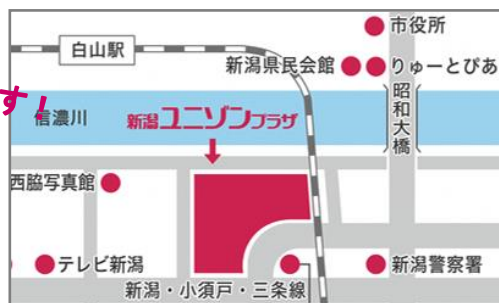 市役所
白山駅
新潟県民会館
りゅーとぴあ
す!
信濃川
新潟ユニゾンプラザ
昭和大橋
西脇写真館
テレビ新潟
新潟警察署
新潟・小須戸・三条線